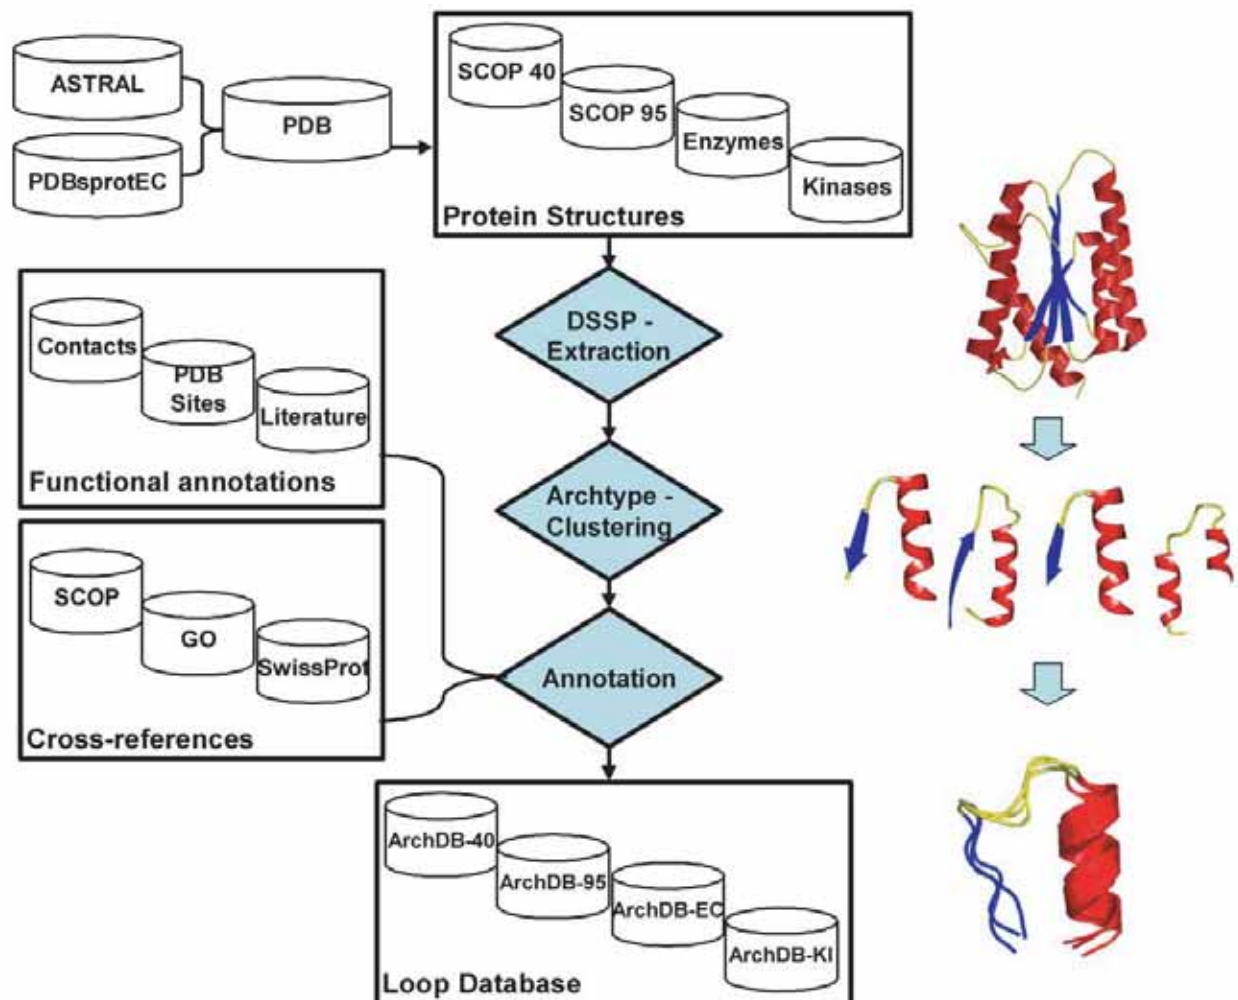 ASTRAL
PDBsprotEC
PDB
SCOP 40
SCOP 95
Enzymes
Kinases
Protein Structures
DSSP -
Extraction
Contacts
PDB
Sites
Literature
Functional annotations
Archtype -
Clustering
SCOP
GO
SwissProt
Cross-references
Annotation
ArchDB-40
ArchDB-95
ArchDB-EC
ArchDB-KI
Loop Database